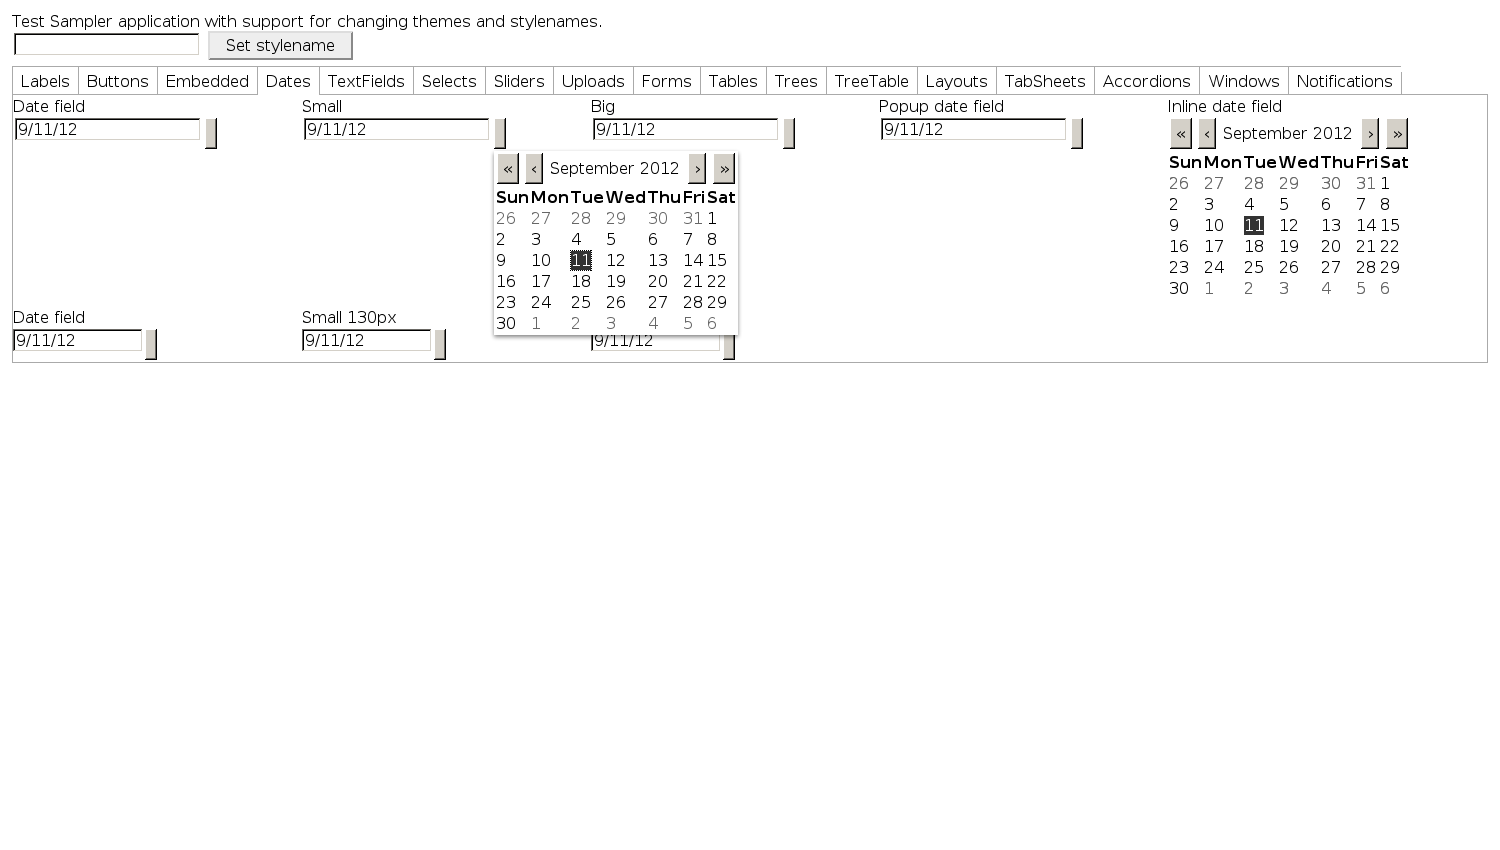 Test Sampler application with support for changing themes and stylenames.
Set stylename
Labels Buttons Embedded Dates TextFields Selects Sliders Uploads Forms Tables Trees TreeTable Layouts TabSheets Accordions Windows Notifications
Date field Small Big Popup date field Inline date field
9/11/12 9/11/12 9/11/12 9/11/12
« ‹ September 2012 › »
Sun Mon Tue Wed Thu Fri Sat
26 27 28 29 30 31 1
2 3 4 5 6 7 8
9 10 11 12 13 14 15
16 17 18 19 20 21 22
23 24 25 26 27 28 29
30 1 2 3 4 5 6
« ‹ September 2012 › »
Sun Mon Tue Wed Thu Fri Sat
26 27 28 29 30 31 1
2 3 4 5 6 7 8
9 10 11 12 13 14 15
16 17 18 19 20 21 22
23 24 25 26 27 28 29
30 1 2 3 4 5 6
Date field Small 130px
9/11/12 9/11/12 9/11/12